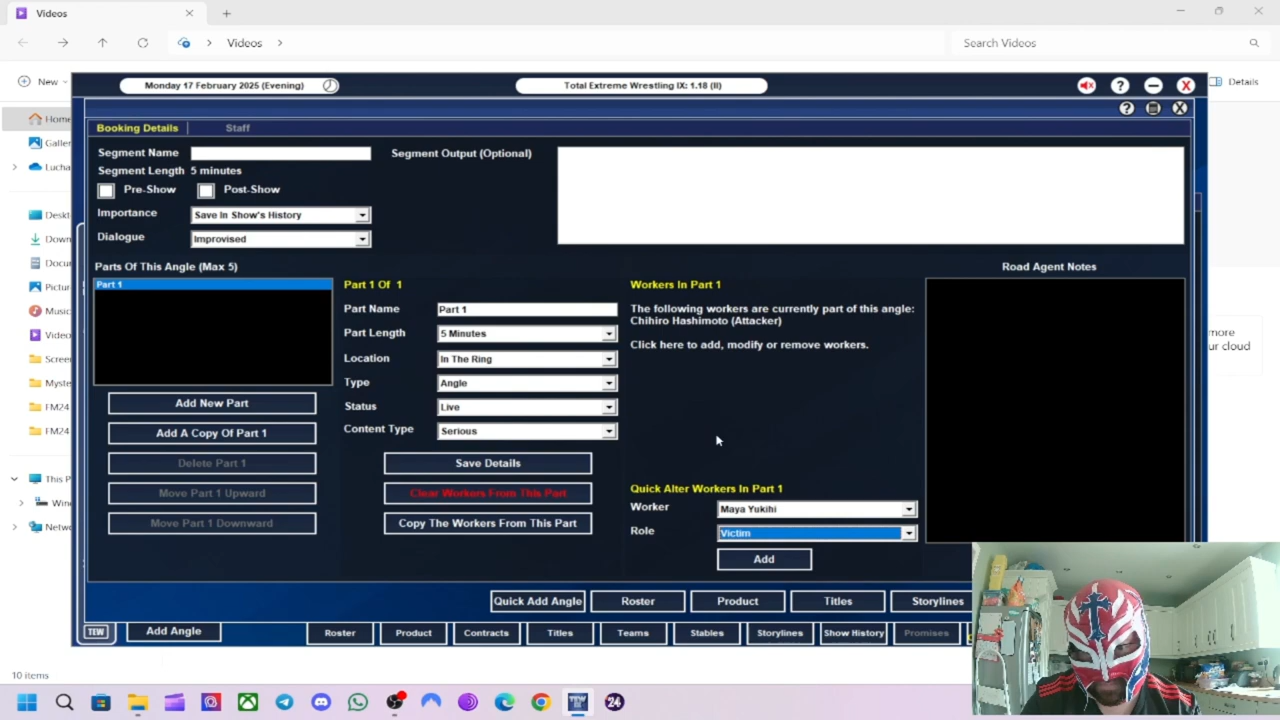 Videos
Videos
Search Videos
New
Details
Monday 17 February 2025 (Evening)
Total Extreme Wrestling IX: 1.18 (II)
Booking Details
Staff
Segment Name
Segment Output (Optional)
Segment Length 5 minutes
Pre-Show
Post-Show
Importance
Save In Show's History
Dialogue
Improvised
Parts Of This Angle (Max 5)
Part 1
Add New Part
Add A Copy Of Part 1
Delete Part 1
Move Part 1 Upward
Move Part 1 Downward
Part 1 Of 1
Part Name
Part 1
Part Length
5 Minutes
Location
In The Ring
Type
Angle
Status
Live
Content Type
Serious
Save Details
Clear Workers From This Part
Copy The Workers From This Part
Workers In Part 1
The following workers are currently part of this angle:
Chihiro Hashimoto (Attacker)
Click here to add, modify or remove workers.
Quick Alter Workers In Part 1
Worker
Maya Yukihi
Role
Victim
Add
Road Agent Notes
Quick Add Angle
Roster
Product
Titles
Storylines
TEW
Add Angle
Roster
Product
Contracts
Titles
Teams
Stables
Storylines
Show History
Promises
Home
Galler
Lucha
Deskt
Down
Docu
Pictur
Music
Video
Screer
Myste
FM24
FM24
This P
Wind
Netwo
more
ur cloud
10 items
TEW
24